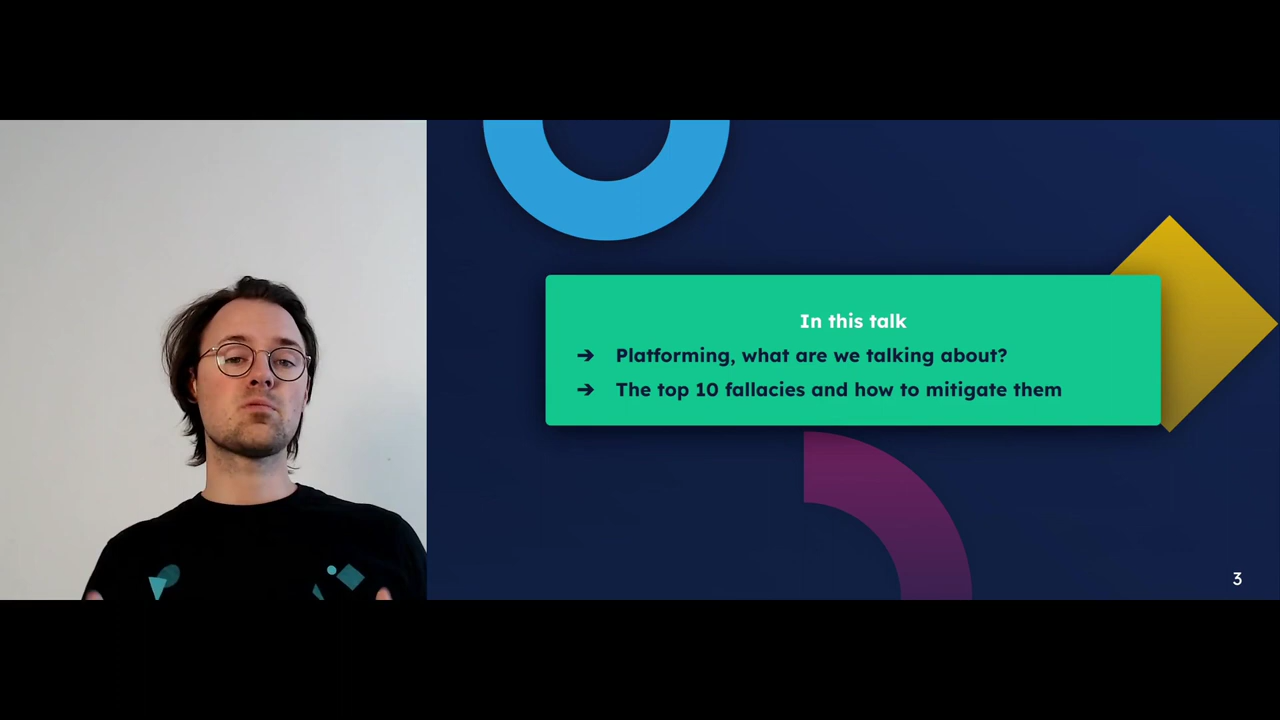 In this talk
➔ Platforming, what are we talking about?
➔ The top 10 fallacies and how to mitigate them
3